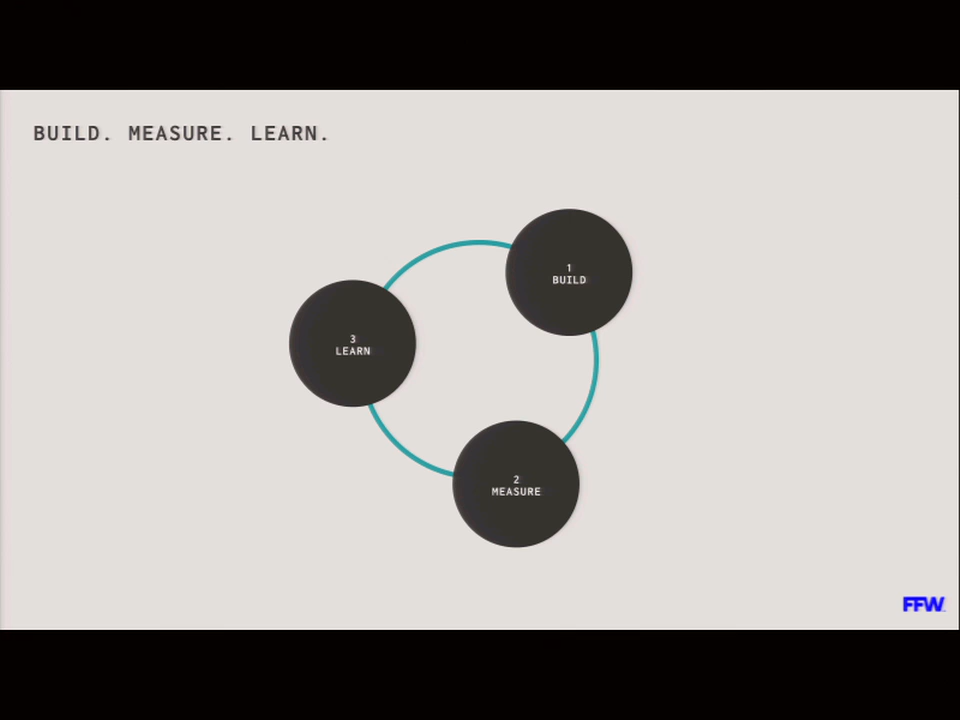 BUILD. MEASURE. LEARN.
1
BUILD
3
LEARN
2
MEASURE
FFW